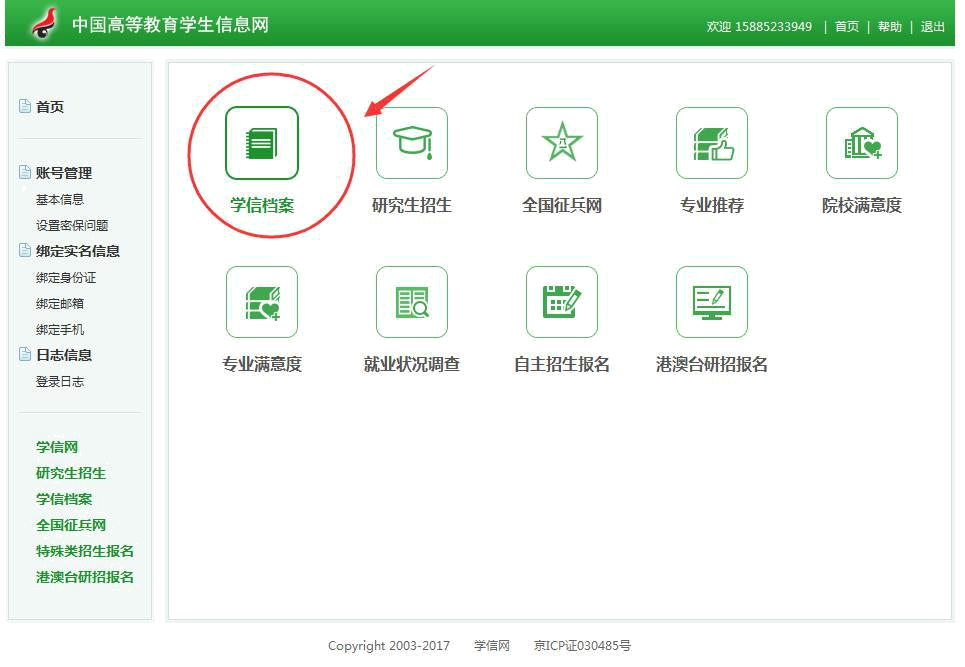 中国高等教育学生信息网
欢迎 15885233949 | 首页 | 帮助 | 退出
首页
账号管理
基本信息
设置密保问题
绑定实名信息
绑定身份证
绑定邮箱
绑定手机
日志信息
登录日志
学信网
研究生招生
学信档案
全国征兵网
特殊类招生报名
港澳台研招报名
学信档案 研究生招生 全国征兵网 专业推荐 院校满意度
专业满意度 就业状况调查 自主招生报名 港澳台研招报名
Copyright 2003-2017 学信网 京ICP证030485号